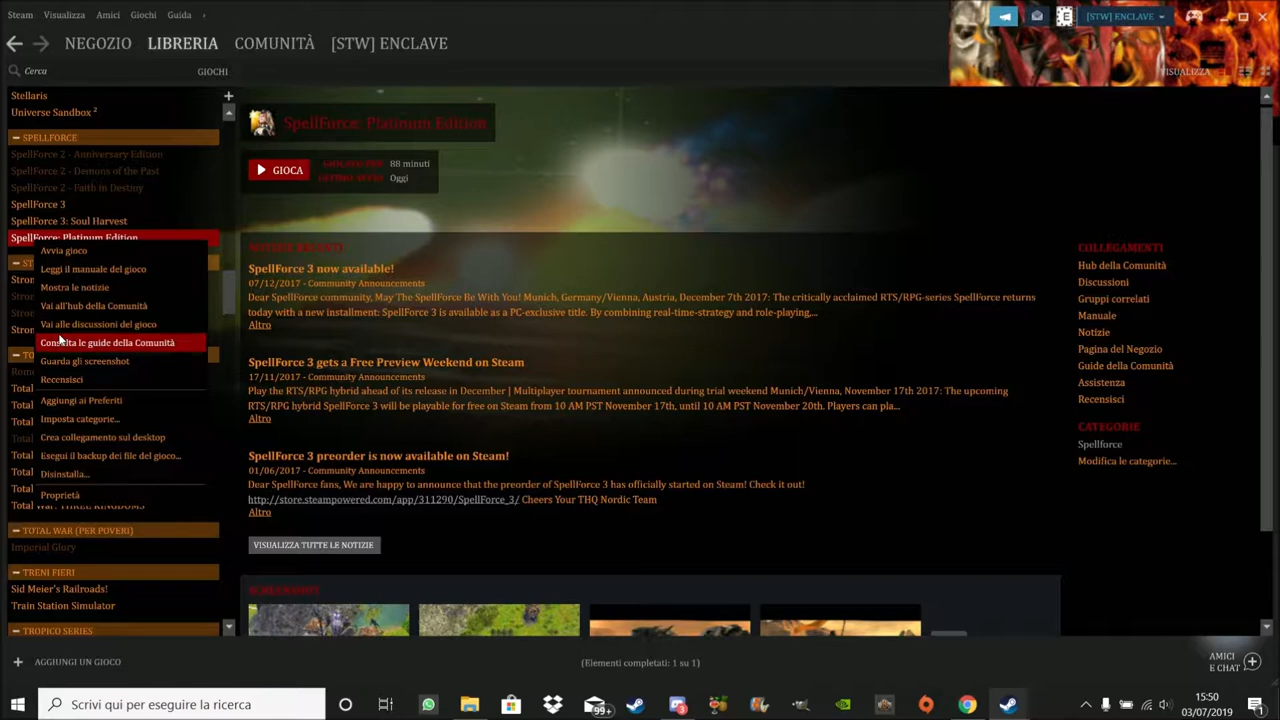 Steam Visualizza Amici Giochi Guida ›
[STW] ENCLAVE
NEGOZIO LIBRERIA COMUNITÀ [STW] ENCLAVE
Cerca GIOCHI
VISUALIZZA
Stellaris
Universe Sandbox ²
SPELLFORCE
SpellForce 2 - Anniversary Edition
SpellForce 2 - Demons of the Past
SpellForce 2 - Faith in Destiny
SpellForce 3
SpellForce 3: Soul Harvest
SpellForce: Platinum Edition
Avvia gioco
Leggi il manuale del gioco
Mostra le notizie
Vai all'hub della Comunità
Vai alle discussioni del gioco
Consulta le guide della Comunità
Guarda gli screenshot
Recensisci
Aggiungi ai Preferiti
Imposta categorie...
Crea collegamento sul desktop
Esegui il backup dei file del gioco...
Disinstalla...
Proprietà
Total War: THREE KINGDOMS
TOTAL WAR (PER POVERI)
Imperial Glory
TRENI FIERI
Sid Meier's Railroads!
Train Station Simulator
TROPICO SERIES
SpellForce: Platinum Edition
GIOCA
88 minuti
Oggi
SpellForce 3 now available!
07/12/2017 - Community Announcements
Dear SpellForce community, May The SpellForce Be With You! Munich, Germany/Vienna, Austria, December 7th 2017: The critically acclaimed RTS/RPG-series SpellForce returns
today with a new installment: SpellForce 3 is available as a PC-exclusive title. By combining real-time-strategy and role-playing,...
Altro
SpellForce 3 gets a Free Preview Weekend on Steam
17/11/2017 - Community Announcements
Play the RTS/RPG hybrid ahead of its release in December | Multiplayer tournament announced during trial weekend Munich/Vienna, November 17th 2017: The upcoming
RTS/RPG hybrid SpellForce 3 will be playable for free on Steam from 10 AM PST November 17th, until 10 AM PST November 20th. Players can pla...
Altro
SpellForce 3 preorder is now available on Steam!
01/06/2017 - Community Announcements
Dear SpellForce fans, We are happy to announce that the preorder of SpellForce 3 has officially started on Steam! Check it out!
http://store.steampowered.com/app/311290/SpellForce_3/ Cheers Your THQ Nordic Team
Altro
VISUALIZZA TUTTE LE NOTIZIE
SCREENSHOT
COLLEGAMENTI
Hub della Comunità
Discussioni
Gruppi correlati
Manuale
Notizie
Pagina del Negozio
Guide della Comunità
Assistenza
Recensisci
CATEGORIE
Spellforce
Modifica le categorie...
AGGIUNGI UN GIOCO
(Elementi completati: 1 su 1)
AMICI
E CHAT
Scrivi qui per eseguire la ricerca
99+
15:50
03/07/2019